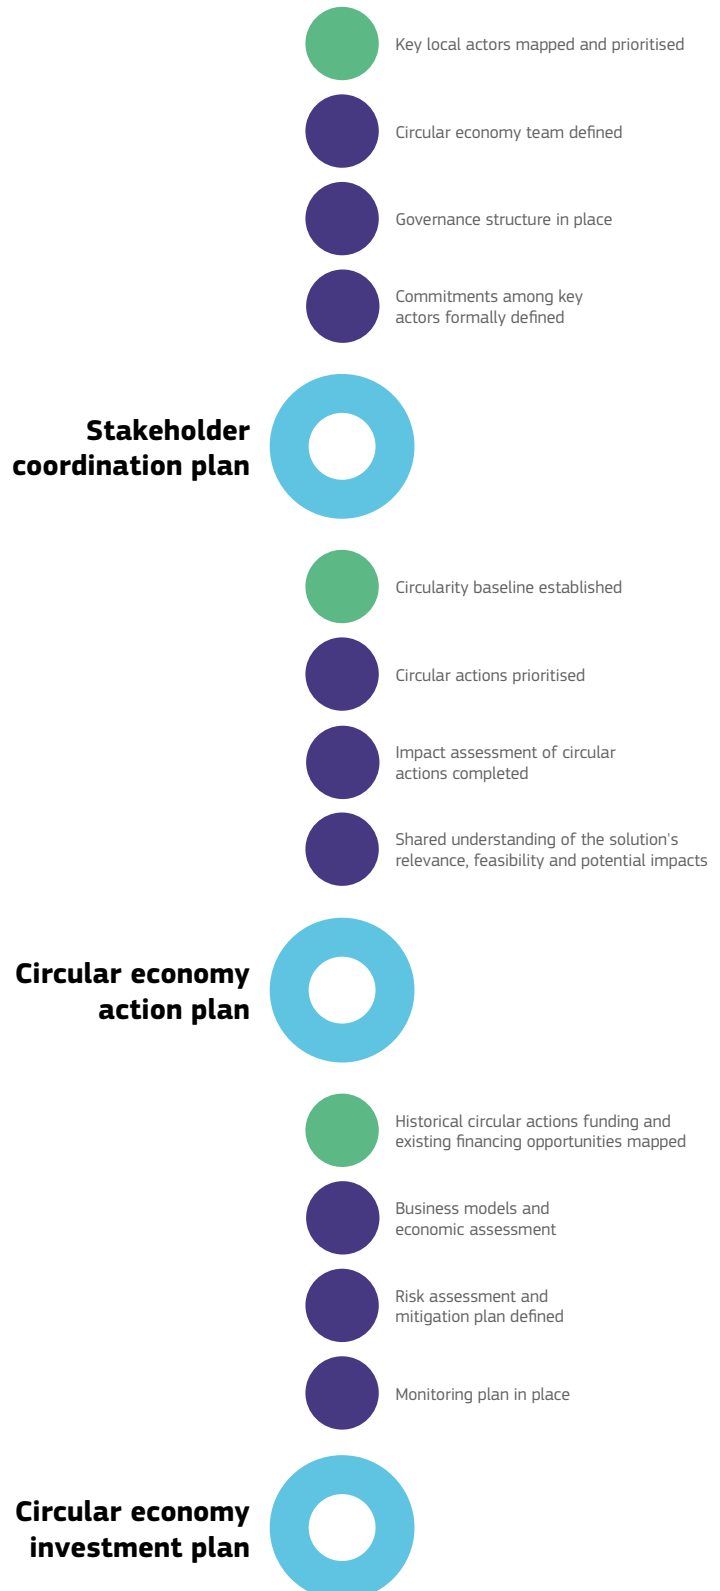 Key local actors mapped and prioritised
Circular economy team defined
Governance structure in place
Commitments among key
actors formally defined
Stakeholder
coordination plan
Circularity baseline established
Circular actions prioritised
Impact assessment of circular
actions completed
Shared understanding of the solution's
relevance, feasibility and potential impacts
Circular economy
action plan
Historical circular actions funding and
existing financing opportunities mapped
Business models and
economic assessment
Risk assessment and
mitigation plan defined
Monitoring plan in place
Circular economy
investment plan